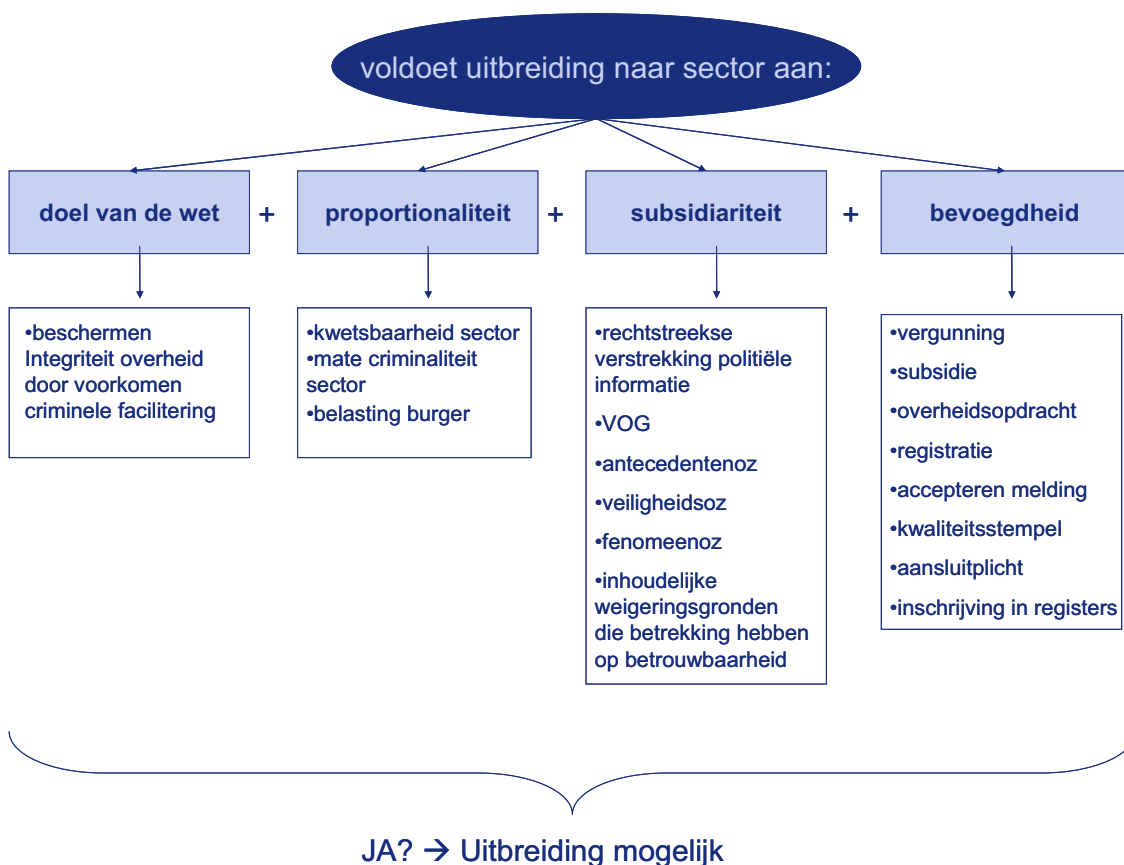 voldoet uitbreiding naar sector aan:
doel van de wet + proportionaliteit + subsidiariteit + bevoegdheid
•beschermen
Integriteit overheid
door voorkomen
criminele facilitering
•kwetsbaarheid sector
•mate criminaliteit
sector
•belasting burger
•rechtstreekse
verstrekking politiële
informatie
•VOG
•antecedentenoz
•veiligheidsoz
•fenomeenoz
•inhoudelijke
weigeringsgronden
die betrekking hebben
op betrouwbaarheid
•vergunning
•subsidie
•overheidsopdracht
•registratie
•accepteren melding
•kwaliteitsstempel
•aansluitplicht
•inschrijving in registers
JA? → Uitbreiding mogelijk